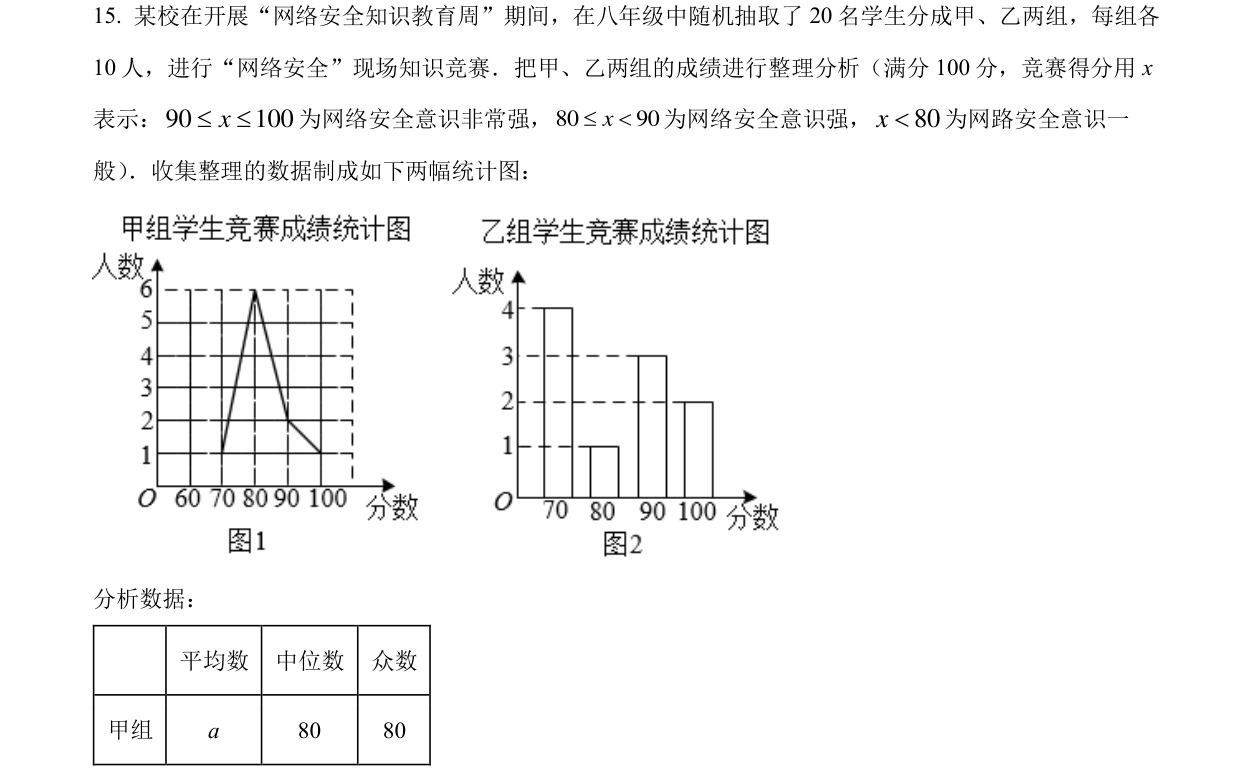 15. 某校在开展“网络安全知识教育周”期间，在八年级中随机抽取了 20 名学生分成甲、乙两组，每组各
10 人，进行“网络安全”现场知识竞赛．把甲、乙两组的成绩进行整理分析（满分 100 分，竞赛得分用 x
表示：90 ≤ x ≤ 100 为网络安全意识非常强，80 ≤ x < 90 为网络安全意识强，x < 80 为网路安全意识一
般）．收集整理的数据制成如下两幅统计图：
甲组学生竞赛成绩统计图
人数
6
5
4
3
2
1
O 60 70 80 90 100 分数
图1
乙组学生竞赛成绩统计图
人数
4
3
2
1
O 70 80 90 100 分数
图2
分析数据：
平均数 中位数 众数
甲组 a 80 80